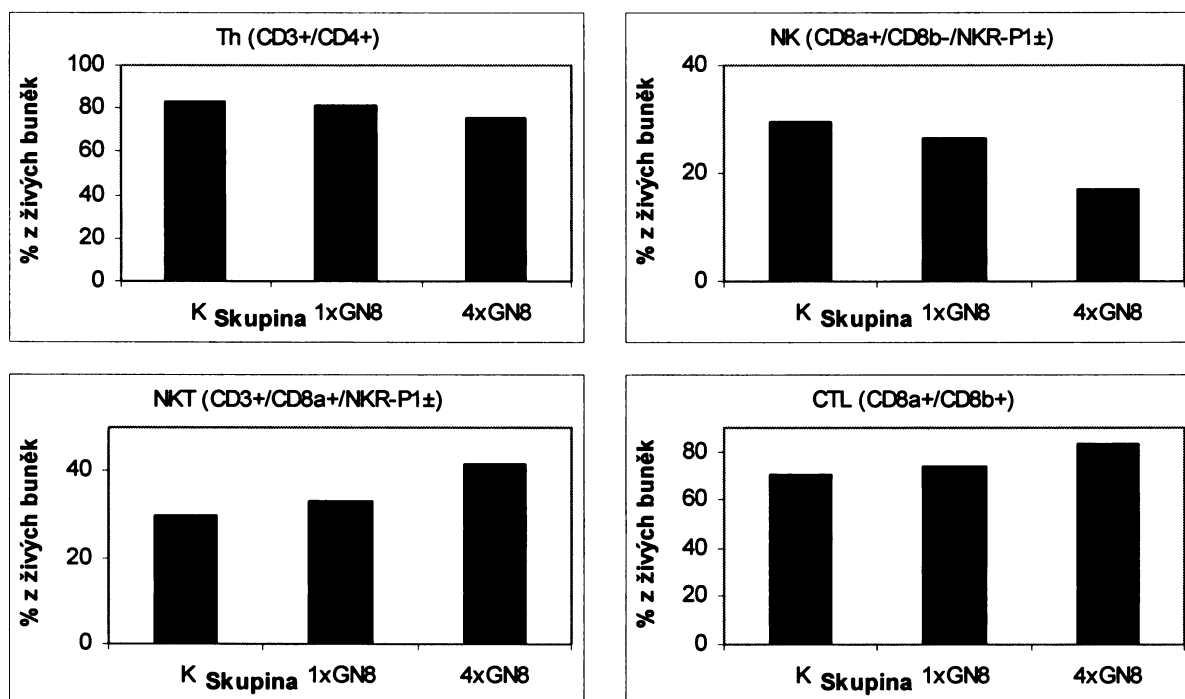 Th (CD3+/CD4+)
% z živých buněk
100
80
60
40
20
0
K Skupina 1xGN8 4xGN8
NK (CD8a+/CD8b-/NKR-P1±)
% z živých buněk
40
20
0
K Skupina 1xGN8 4xGN8
NKT (CD3+/CD8a+/NKR-P1±)
% z živých buněk
40
20
0
K Skupina 1xGN8 4xGN8
CTL (CD8a+/CD8b+)
% z živých buněk
80
60
40
20
0
K Skupina 1xGN8 4xGN8